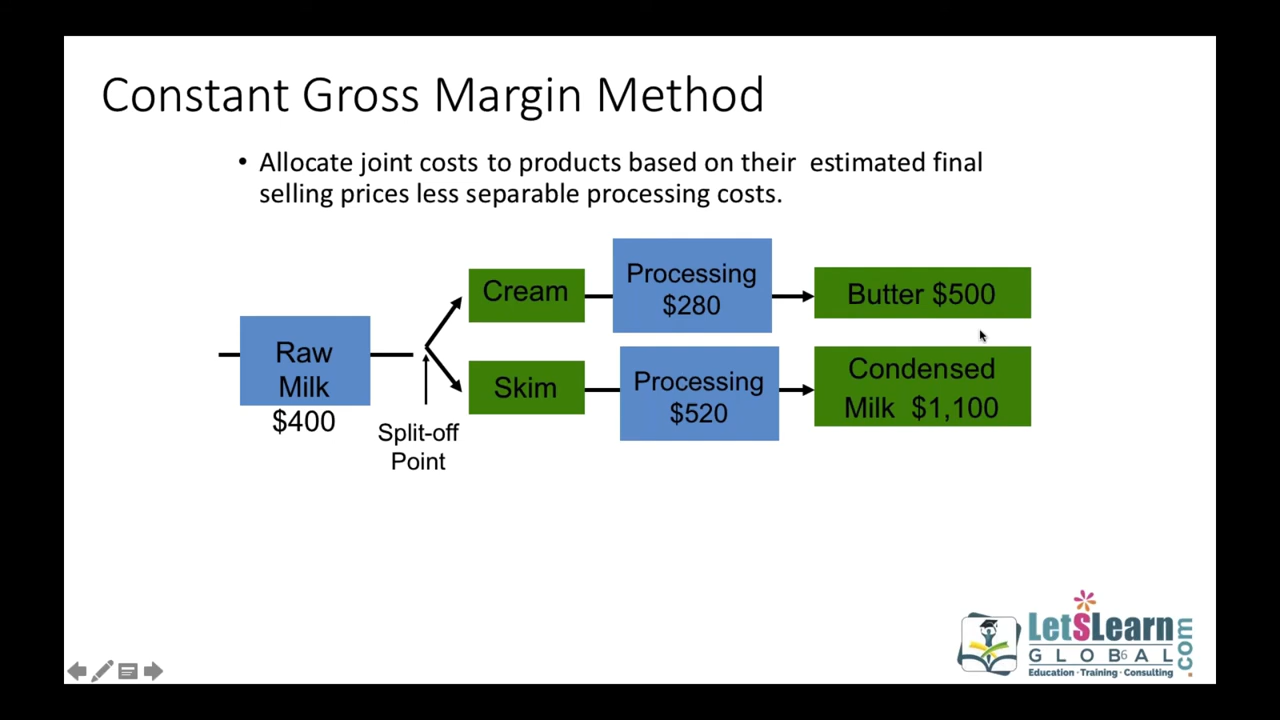 Constant Gross Margin Method
• Allocate joint costs to products based on their estimated final
selling prices less separable processing costs.
Raw
Milk
$400
Split-off
Point
Cream
Processing
$280
Butter $500
Skim
Processing
$520
Condensed
Milk $1,100
LetSLearn
GLOBAL
.com
6
Education · Training · Consulting